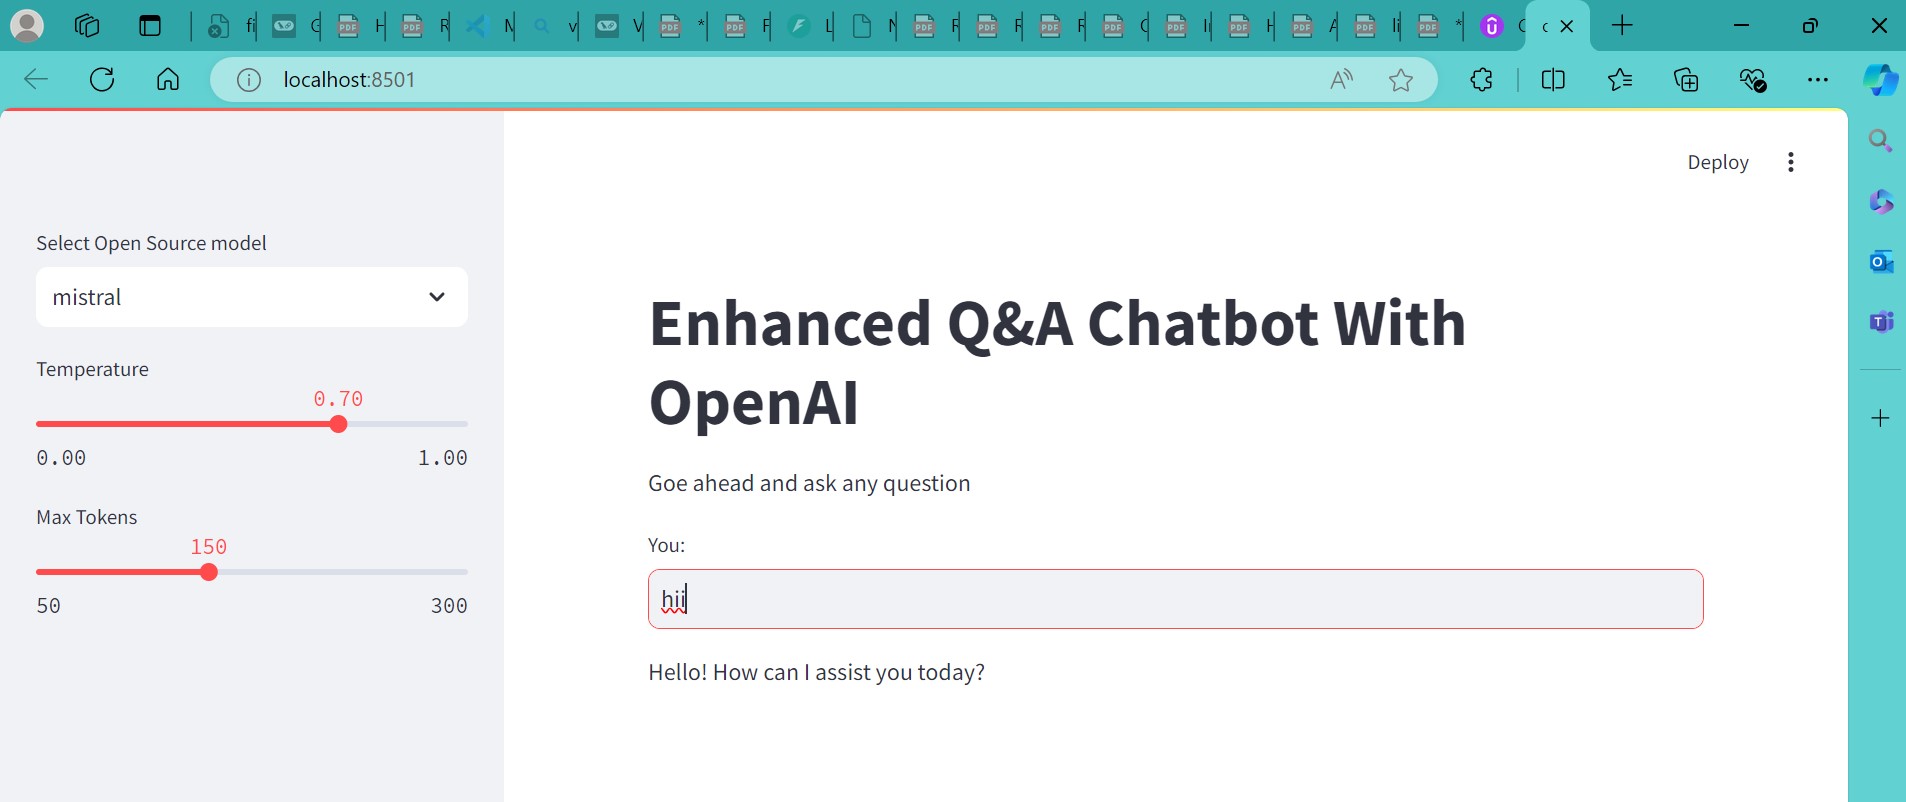 localhost:8501
Deploy
Select Open Source model
mistral
Temperature
0.70
0.00 1.00
Max Tokens
150
50 300
Enhanced Q&A Chatbot With
OpenAI
Goe ahead and ask any question
You:
hii
Hello! How can I assist you today?